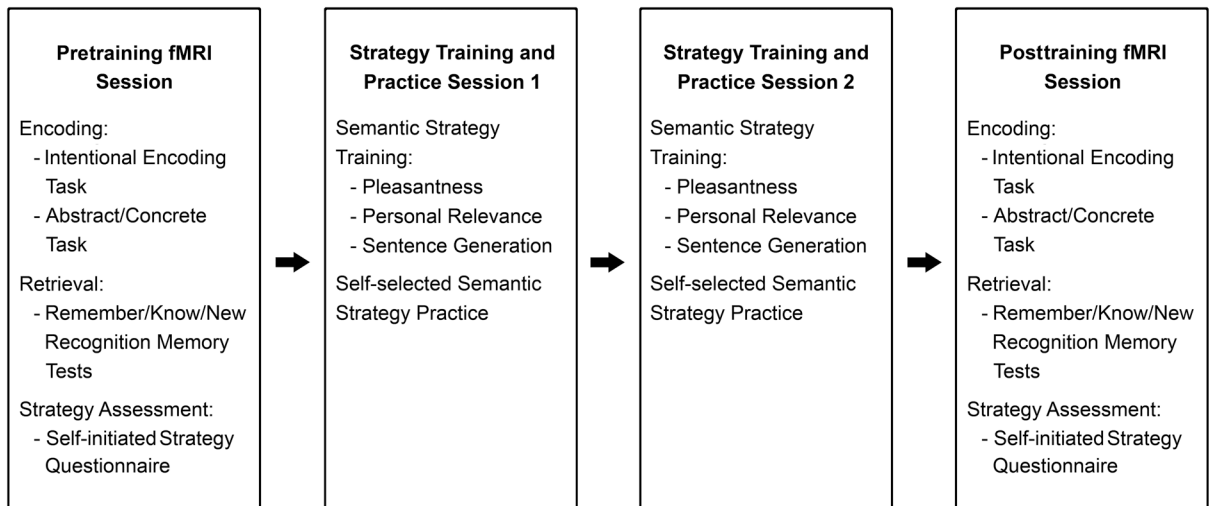 Pretraining fMRI
Session
Encoding:
- Intentional Encoding
Task
- Abstract/Concrete
Task
Retrieval:
- Remember/Know/New
Recognition Memory
Tests
Strategy Assessment:
- Self-initiated Strategy
Questionnaire
Strategy Training and
Practice Session 1
Semantic Strategy
Training:
- Pleasantness
- Personal Relevance
- Sentence Generation
Self-selected Semantic
Strategy Practice
Strategy Training and
Practice Session 2
Semantic Strategy
Training:
- Pleasantness
- Personal Relevance
- Sentence Generation
Self-selected Semantic
Strategy Practice
Posttraining fMRI
Session
Encoding:
- Intentional Encoding
Task
- Abstract/Concrete
Task
Retrieval:
- Remember/Know/New
Recognition Memory
Tests
Strategy Assessment:
- Self-initiated Strategy
Questionnaire